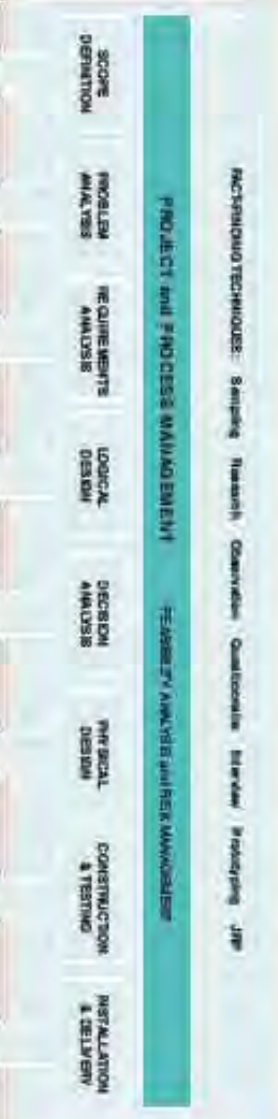 FACT-FINDING TECHNIQUES: Sampling Research Observation Questionnaire Interview Prototyping JRP
PROJECT and PROCESS MANAGEMENT FEASIBILITY ANALYSIS and RISK MANAGEMENT
SCOPE
DEFINITION
PROBLEM
ANALYSIS
REQUIREMENTS
ANALYSIS
LOGICAL
DESIGN
DECISION
ANALYSIS
PHYSICAL
DESIGN
CONSTRUCTION
& TESTING
INSTALLATION
& DELIVERY